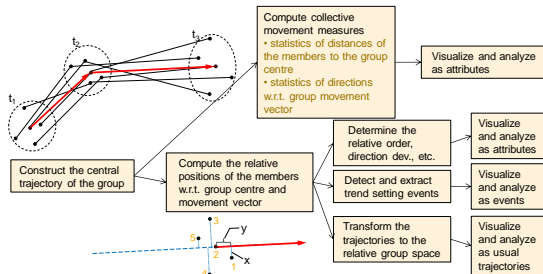 t1
t2
t3
Compute collective
movement measures
• statistics of distances of
the members to the group
centre
• statistics of directions
w.r.t. group movement
vector
Visualize and analyze
as attributes
Construct the central
trajectory of the group
Compute the relative
positions of the members
w.r.t. group centre and
movement vector
Determine the
relative order,
direction dev., etc.
Visualize
and analyze
as attributes
Detect and extract
trend setting events
Visualize
and analyze
as events
Transform the
trajectories to the
relative group space
Visualize
and analyze
as usual
trajectories
3
y
5
2
x
1
4